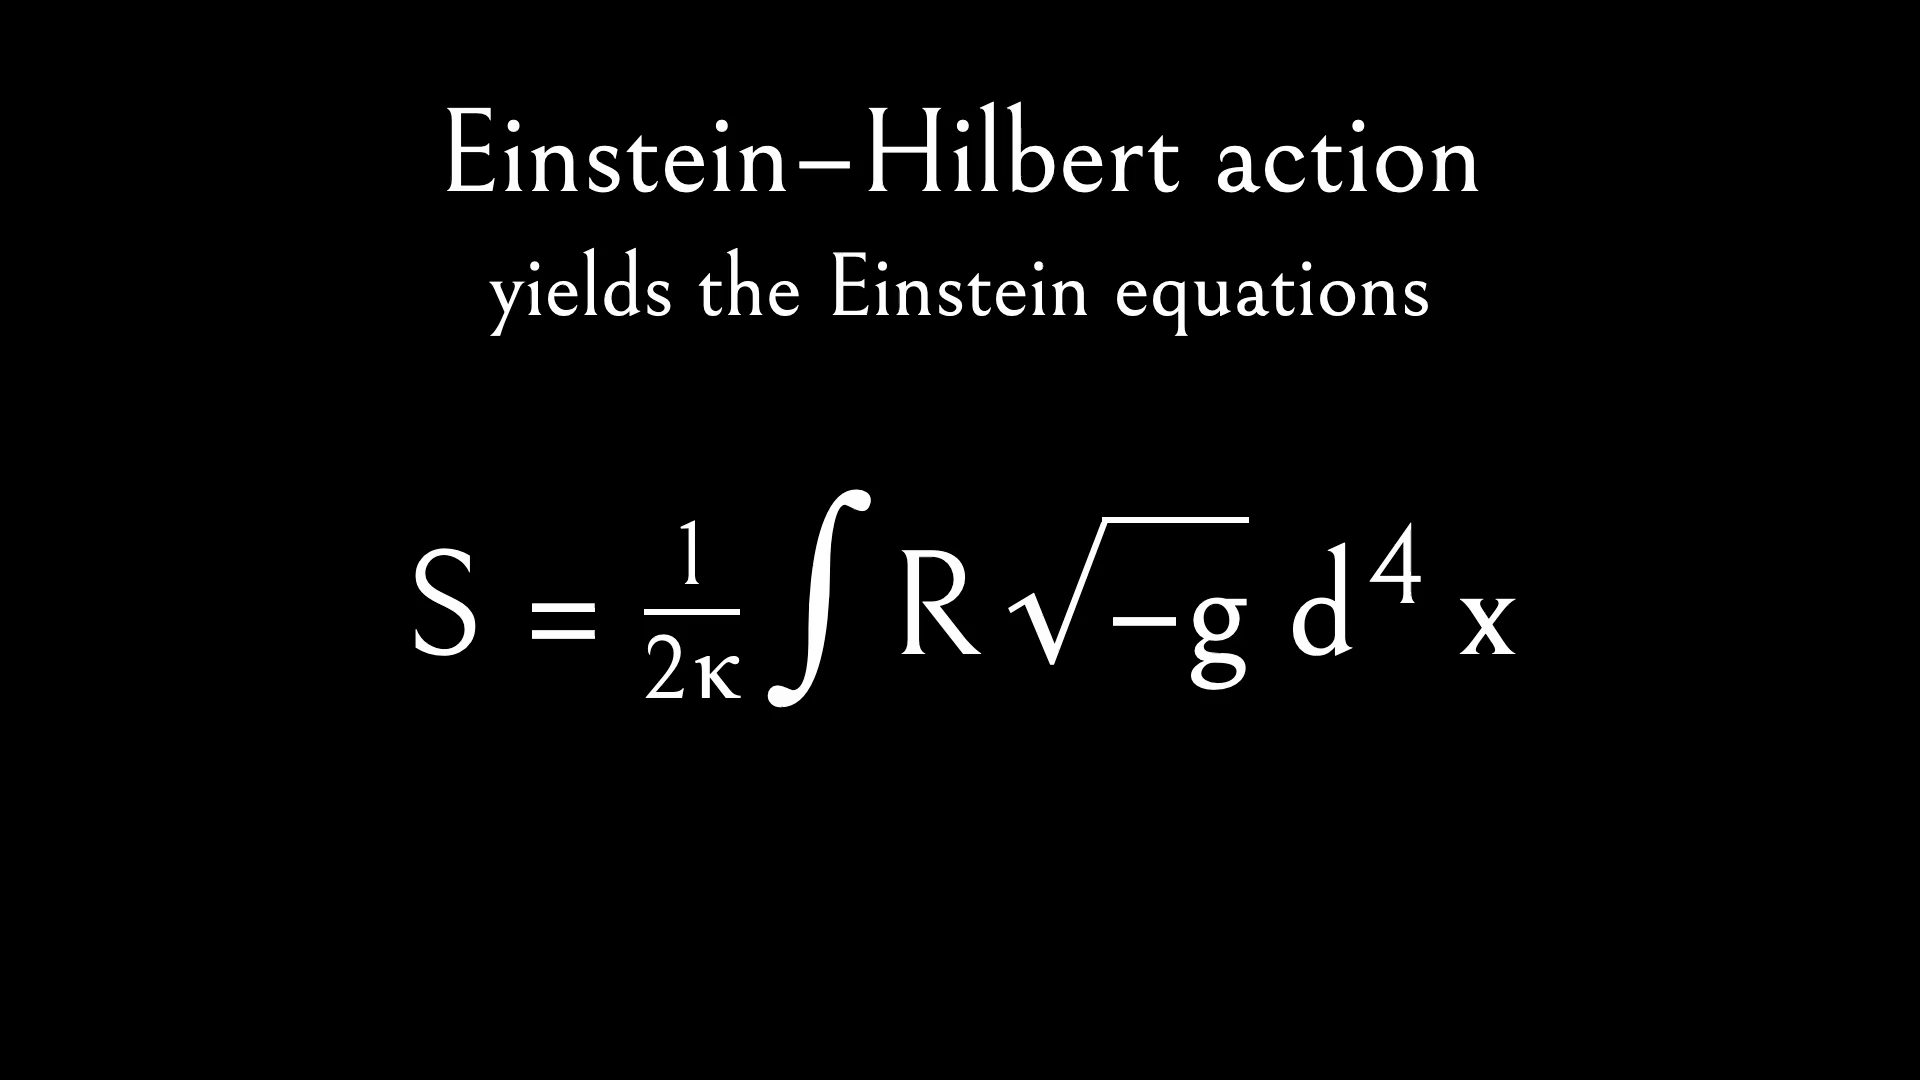 Einstein–Hilbert action
yields the Einstein equations
S = 1/2κ ∫ R √−g d⁴ x